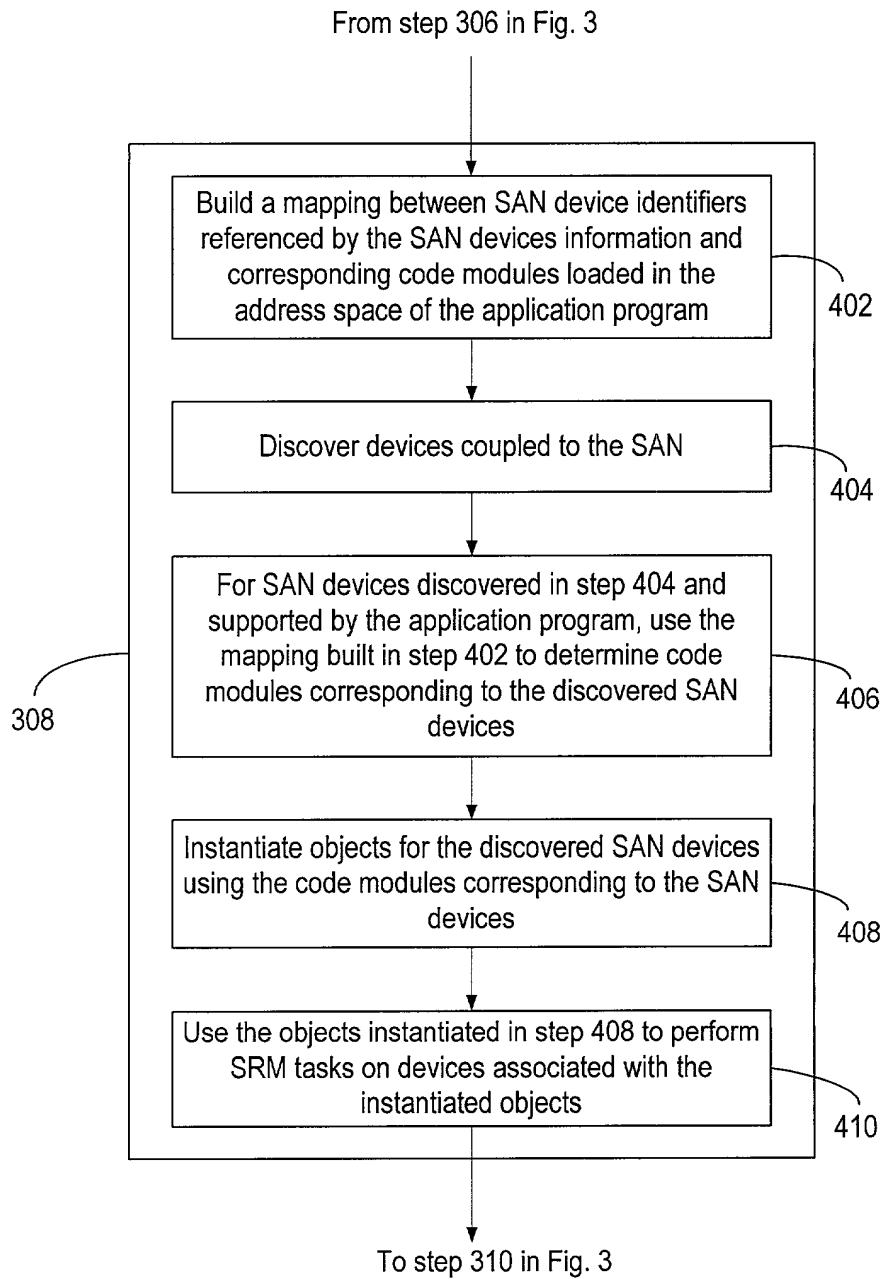 From step 306 in Fig. 3
Build a mapping between SAN device identifiers
referenced by the SAN devices information and
corresponding code modules loaded in the
address space of the application program
402
Discover devices coupled to the SAN
404
For SAN devices discovered in step 404 and
supported by the application program, use the
mapping built in step 402 to determine code
modules corresponding to the discovered SAN
devices
406
308
Instantiate objects for the discovered SAN devices
using the code modules corresponding to the SAN
devices
408
Use the objects instantiated in step 408 to perform
SRM tasks on devices associated with the
instantiated objects
410
To step 310 in Fig. 3